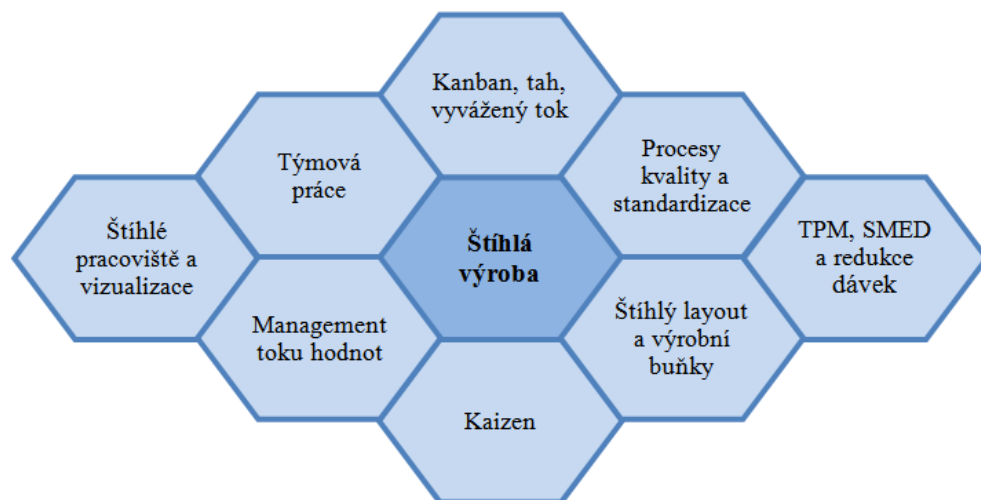 Kanban, tah,
vyvážený tok
Týmová
práce
Procesy
kvality a
standardizace
Štíhlé
pracoviště a
vizualizace
Štíhlá
výroba
TPM, SMED
a redukce
dávek
Management
toku hodnot
Štíhlý layout
a výrobní
buňky
Kaizen